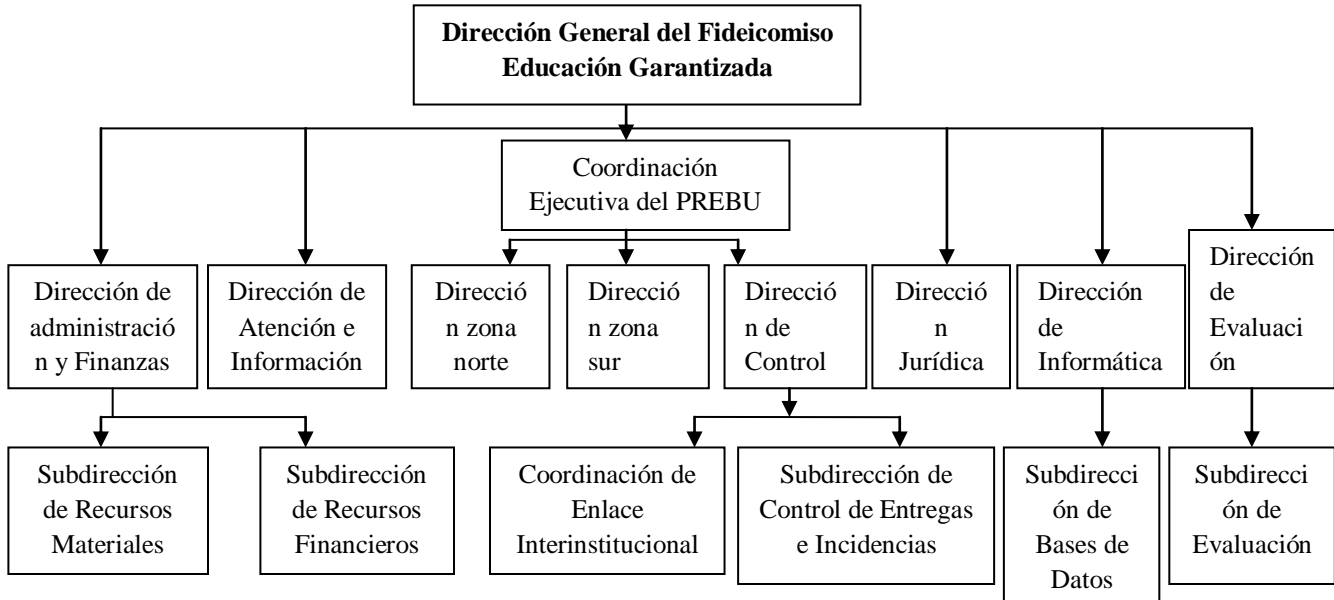 Dirección General del Fideicomiso
Educación Garantizada
Coordinación
Ejecutiva del PREBU
Dirección de
administració
n y Finanzas
Dirección de
Atención e
Información
Direcció
n zona
norte
Direcció
n zona
sur
Direcció
n de
Control
Direcció
n
Jurídica
Dirección
de
Informática
Dirección
de
Evaluaci
ón
Subdirección
de Recursos
Materiales
Subdirección
de Recursos
Financieros
Coordinación de
Enlace
Interinstitucional
Subdirección de
Control de Entregas
e Incidencias
Subdirecci
ón de
Bases de
Datos
Subdirecci
ón de
Evaluación